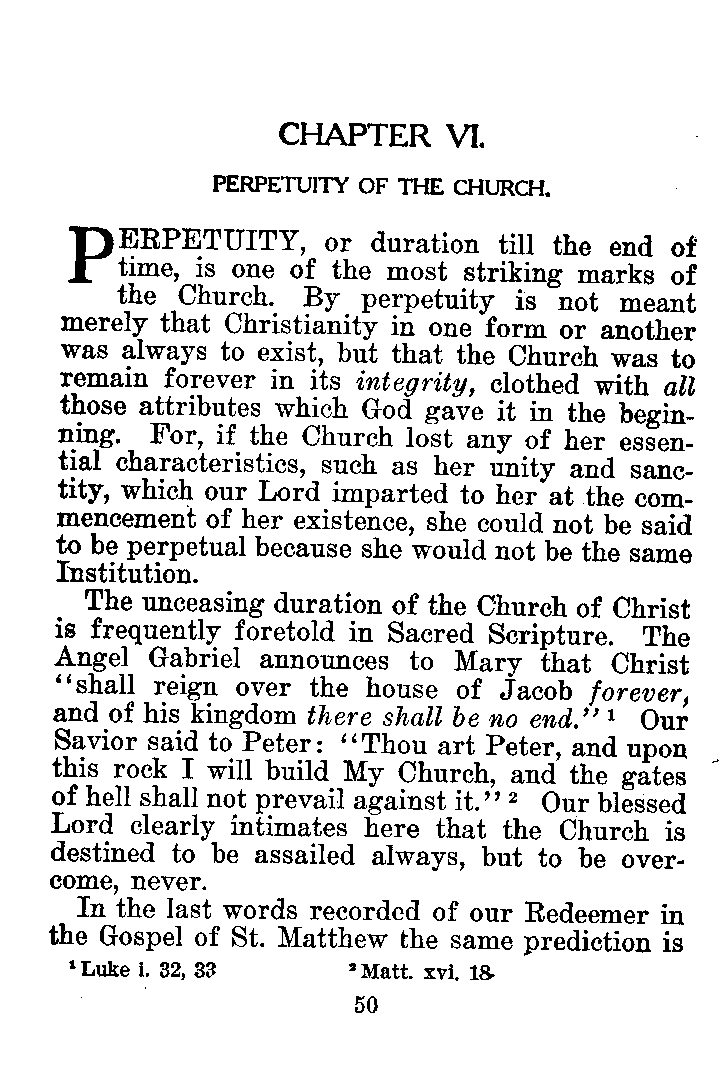 CHAPTER VI.
PERPETUITY OF THE CHURCH.
PERPETUITY, or duration till the end of
time, is one of the most striking marks of
the Church. By perpetuity is not meant
merely that Christianity in one form or another
was always to exist, but that the Church was to
remain forever in its integrity, clothed with all
those attributes which God gave it in the begin-
ning. For, if the Church lost any of her essen-
tial characteristics, such as her unity and sanc-
tity, which our Lord imparted to her at the com-
mencement of her existence, she could not be said
to be perpetual because she would not be the same
Institution.
The unceasing duration of the Church of Christ
is frequently foretold in Sacred Scripture. The
Angel Gabriel announces to Mary that Christ
“shall reign over the house of Jacob forever,
and of his kingdom there shall be no end.” ¹ Our
Savior said to Peter: “Thou art Peter, and upon
this rock I will build My Church, and the gates
of hell shall not prevail against it.” ² Our blessed
Lord clearly intimates here that the Church is
destined to be assailed always, but to be over-
come, never.
In the last words recorded of our Redeemer in
the Gospel of St. Matthew the same prediction is
¹ Luke i. 32, 33 ² Matt. xvi. 18.
50